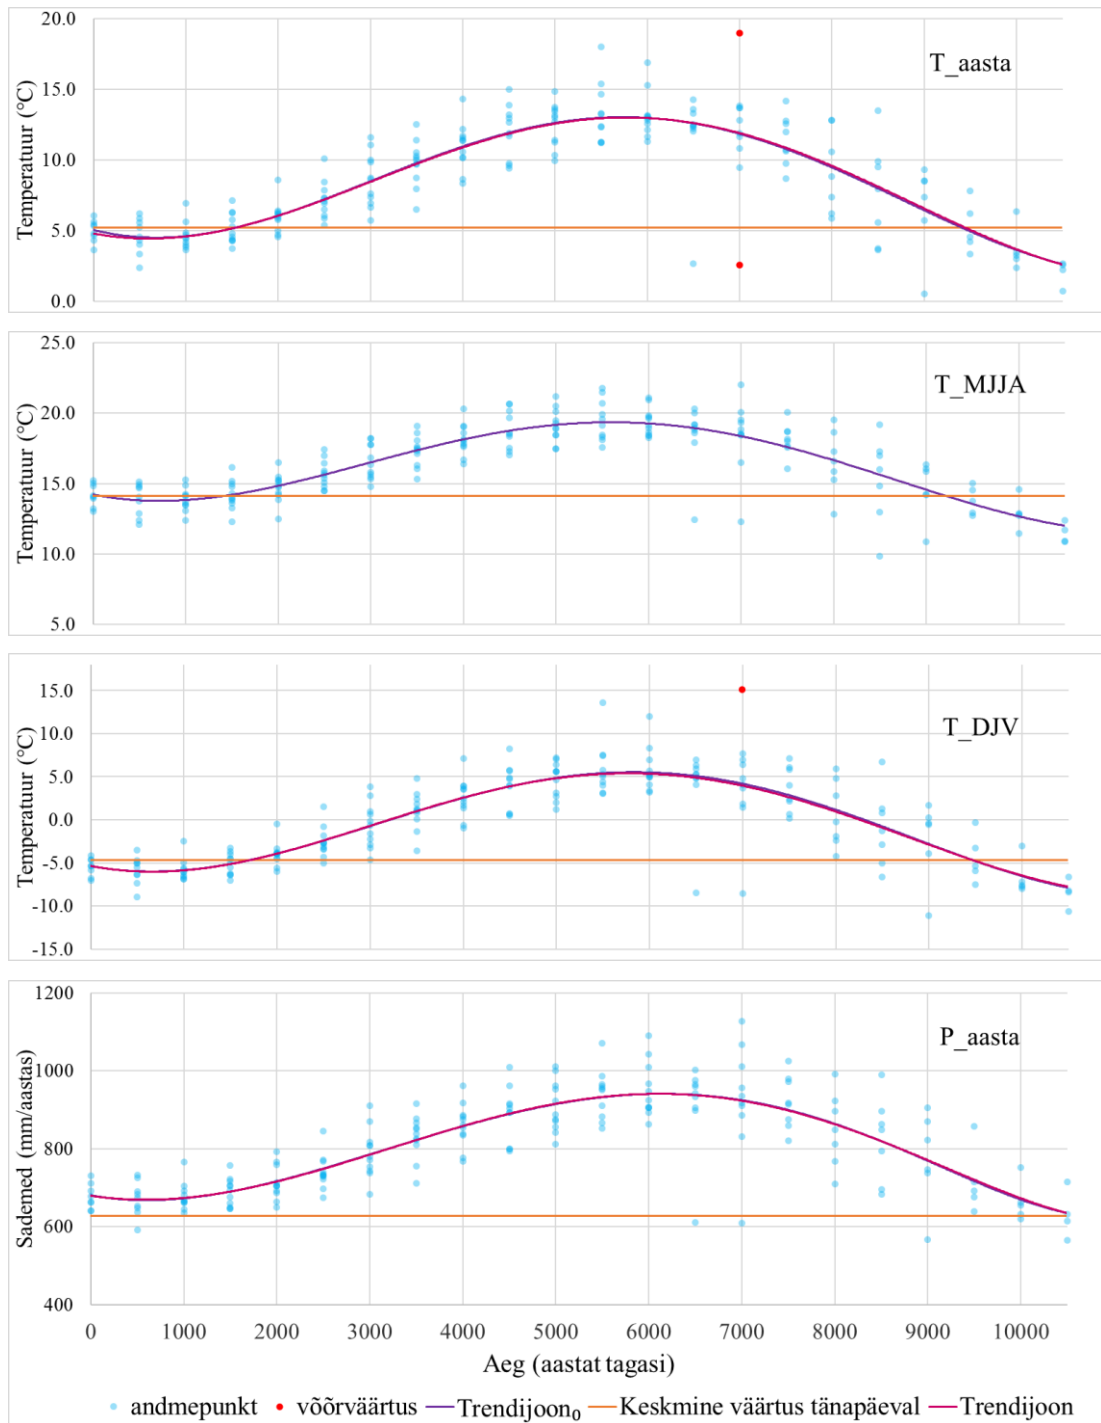 20.0
15.0
10.0
5.0
0.0
Temperatuur (°C)
T_aasta
25.0
20.0
15.0
10.0
5.0
Temperatuur (°C)
T_MJJA
15.0
10.0
5.0
0.0
-5.0
-10.0
-15.0
Temperatuur (°C)
T_DJV
1200
1000
800
600
400
Sademed (mm/aastas)
P_aasta
0 1000 2000 3000 4000 5000 6000 7000 8000 9000 10000
Aeg (aastat tagasi)
andmepunkt võõrväärtus Trendijoon₀ Keskmine väärtus tänapäeval Trendijoon